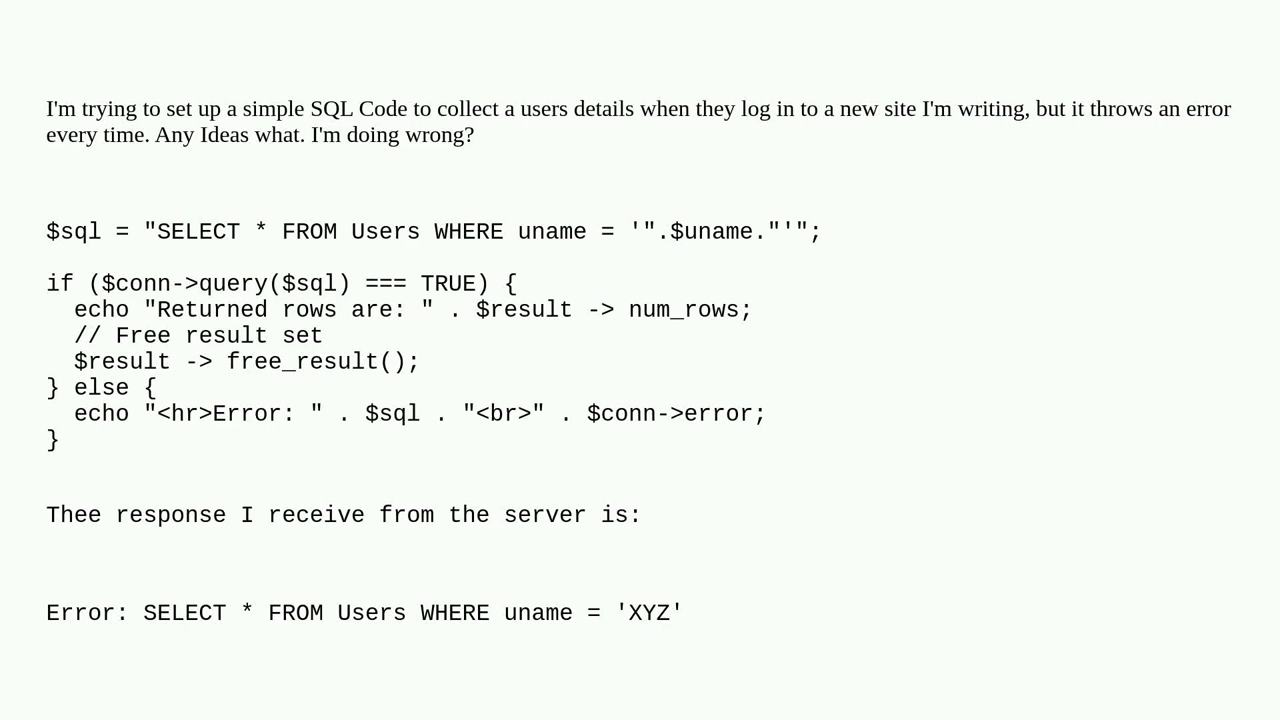 I'm trying to set up a simple SQL Code to collect a users details when they log in to a new site I'm writing, but it throws an error
every time. Any Ideas what. I'm doing wrong?
$sql = "SELECT * FROM Users WHERE uname = '".$uname."'";
if ($conn->query($sql) === TRUE) {
  echo "Returned rows are: " . $result -> num_rows;
  // Free result set
  $result -> free_result();
} else {
  echo "<hr>Error: " . $sql . "<br>" . $conn->error;
}
Thee response I receive from the server is:
Error: SELECT * FROM Users WHERE uname = 'XYZ'